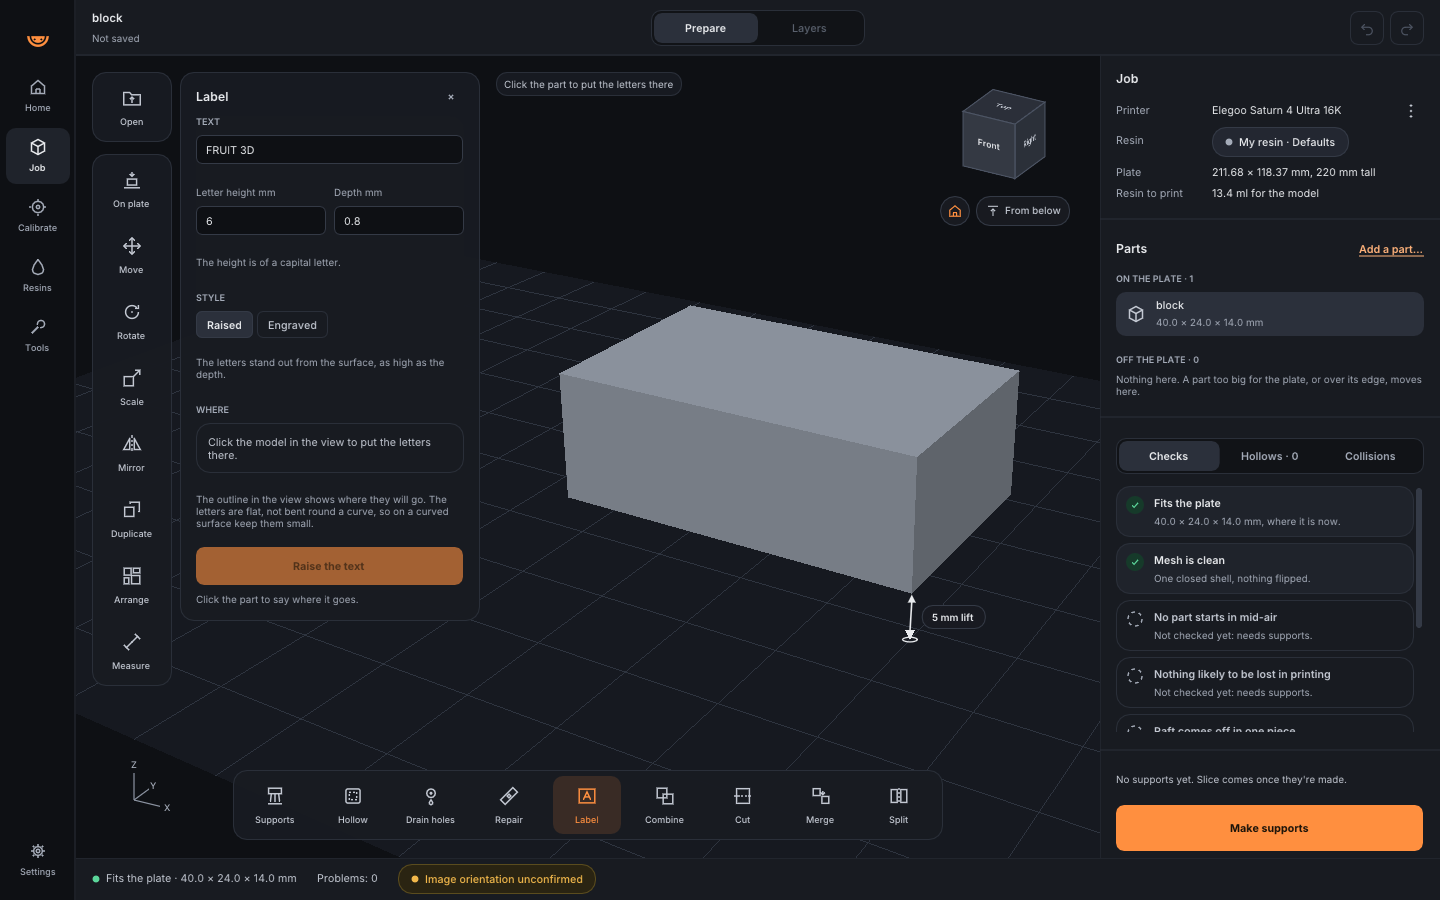 block
Not saved
Prepare
Layers
Home
Job
Calibrate
Resins
Tools
Settings
Open
On plate
Move
Rotate
Scale
Mirror
Duplicate
Arrange
Measure
Label
×
TEXT
FRUIT 3D
Letter height mm
Depth mm
6
0.8
The height is of a capital letter.
STYLE
Raised
Engraved
The letters stand out from the surface, as high as the
depth.
WHERE
Click the model in the view to put the letters
there.
The outline in the view shows where they will go. The
letters are flat, not bent round a curve, so on a curved
surface keep them small.
Raise the text
Click the part to say where it goes.
Click the part to put the letters there
Top
Front
Right
From below
5 mm lift
Z
Y
X
Supports
Hollow
Drain holes
Repair
Label
Combine
Cut
Merge
Split
Job
Printer
Elegoo Saturn 4 Ultra 16K
Resin
My resin · Defaults
Plate
211.68 × 118.37 mm, 220 mm tall
Resin to print
13.4 ml for the model
Parts
Add a part...
ON THE PLATE · 1
block
40.0 × 24.0 × 14.0 mm
OFF THE PLATE · 0
Nothing here. A part too big for the plate, or over its edge, moves
here.
Checks
Hollows · 0
Collisions
Fits the plate
40.0 × 24.0 × 14.0 mm, where it is now.
Mesh is clean
One closed shell, nothing flipped.
No part starts in mid-air
Not checked yet: needs supports.
Nothing likely to be lost in printing
Not checked yet: needs supports.
Raft comes off in one piece
No supports yet. Slice comes once they're made.
Make supports
Fits the plate · 40.0 × 24.0 × 14.0 mm
Problems: 0
Image orientation unconfirmed